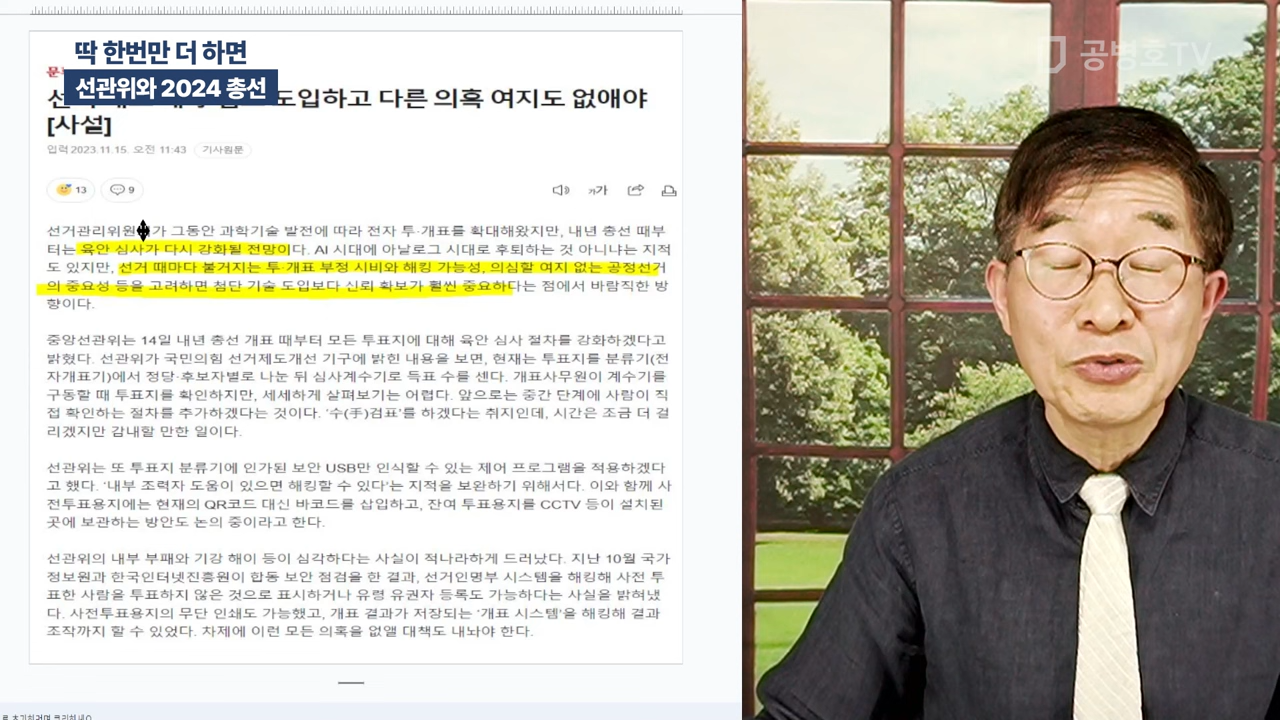 딱 한번만 더 하면
선관위와 2024 총선
공병호TV
도입하고 다른 의혹 여지도 없애야
[사설]
입력 2023.11.15. 오전 11:43 기사원문
13 9 가가
선거관리위원 가 그동안 과학기술 발전에 따라 전자 투·개표를 확대해왔지만, 내년 총선 때부
터는 육안 심사가 다시 강화될 전망이다. AI 시대에 아날로그 시대로 후퇴하는 것 아니냐는 지적
도 있지만, 선거 때마다 불거지는 투·개표 부정 시비와 해킹 가능성, 의심할 여지 없는 공정선거
의 중요성 등을 고려하면 첨단 기술 도입보다 신뢰 확보가 훨씬 중요하다는 점에서 바람직한 방
향이다.
중앙선관위는 14일 내년 총선 개표 때부터 모든 투표지에 대해 육안 심사 절차를 강화하겠다고
밝혔다. 선관위가 국민의힘 선거제도개선 기구에 밝힌 내용을 보면, 현재는 투표지를 분류기(전
자개표기)에서 정당·후보자별로 나눈 뒤 심사계수기로 득표 수를 센다. 개표사무원이 계수기를
구동할 때 투표지를 확인하지만, 세세하게 살펴보기는 어렵다. 앞으로는 중간 단계에 사람이 직
접 확인하는 절차를 추가하겠다는 것이다. ‘수(手)검표’를 하겠다는 취지인데, 시간은 조금 더 걸
리겠지만 감내할 만한 일이다.
선관위는 또 투표지 분류기에 인가된 보안 USB만 인식할 수 있는 제어 프로그램을 적용하겠다
고 했다. ‘내부 조력자 도움이 있으면 해킹할 수 있다’는 지적을 보완하기 위해서다. 이와 함께 사
전투표용지에는 현재의 QR코드 대신 바코드를 삽입하고, 잔여 투표용지를 CCTV 등이 설치된
곳에 보관하는 방안도 논의 중이라고 한다.
선관위의 내부 부패와 기강 해이 등이 심각하다는 사실이 적나라하게 드러났다. 지난 10월 국가
정보원과 한국인터넷진흥원이 합동 보안 점검을 한 결과, 선거인명부 시스템을 해킹해 사전 투
표한 사람을 투표하지 않은 것으로 표시하거나 유령 유권자 등록도 가능하다는 사실을 밝혀냈
다. 사전투표용지의 무단 인쇄도 가능했고, 개표 결과가 저장되는 ‘개표 시스템’을 해킹해 결과
조작까지 할 수 있었다. 차제에 이런 모든 의혹을 없앨 대책도 내놔야 한다.